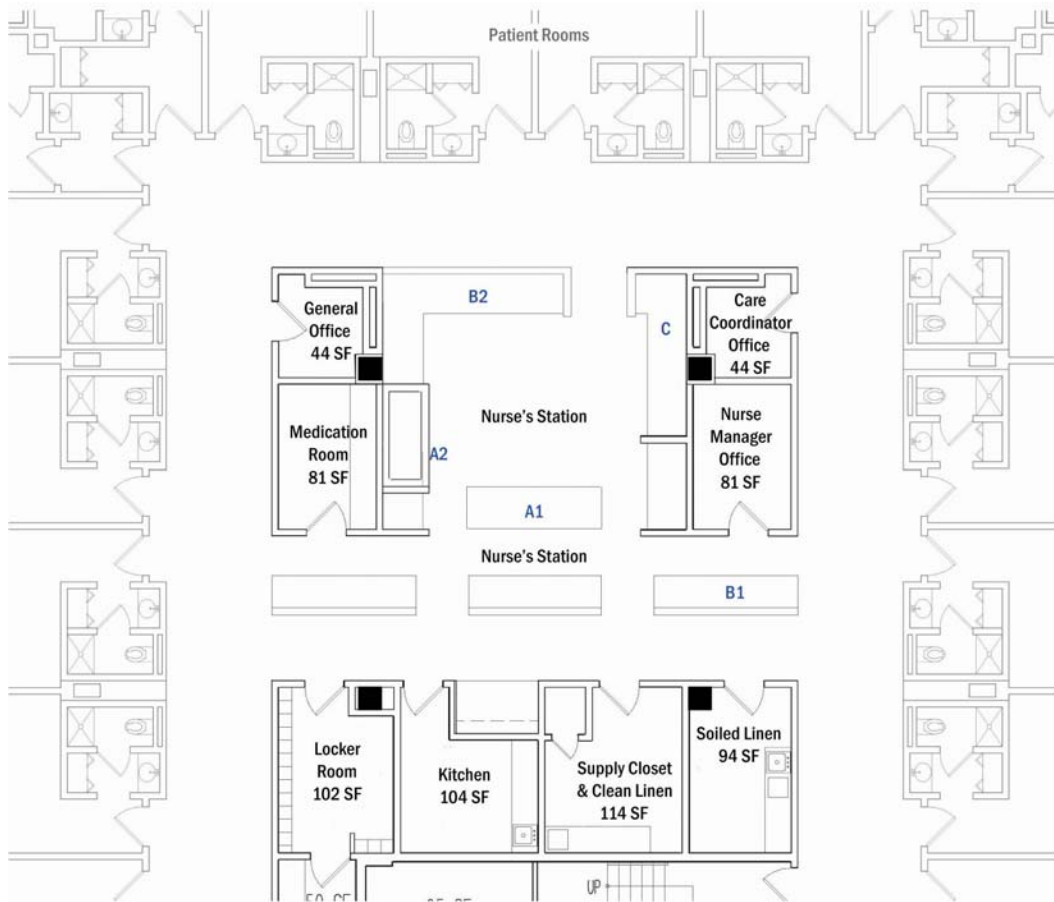 Patient Rooms
General
Office
44 SF
B2
C
Care
Coordinator
Office
44 SF
Medication
Room
81 SF
Nurse's Station
A2
Nurse
Manager
Office
81 SF
A1
Nurse's Station
B1
Locker
Room
102 SF
Kitchen
104 SF
Supply Closet
& Clean Linen
114 SF
Soiled Linen
94 SF
UP